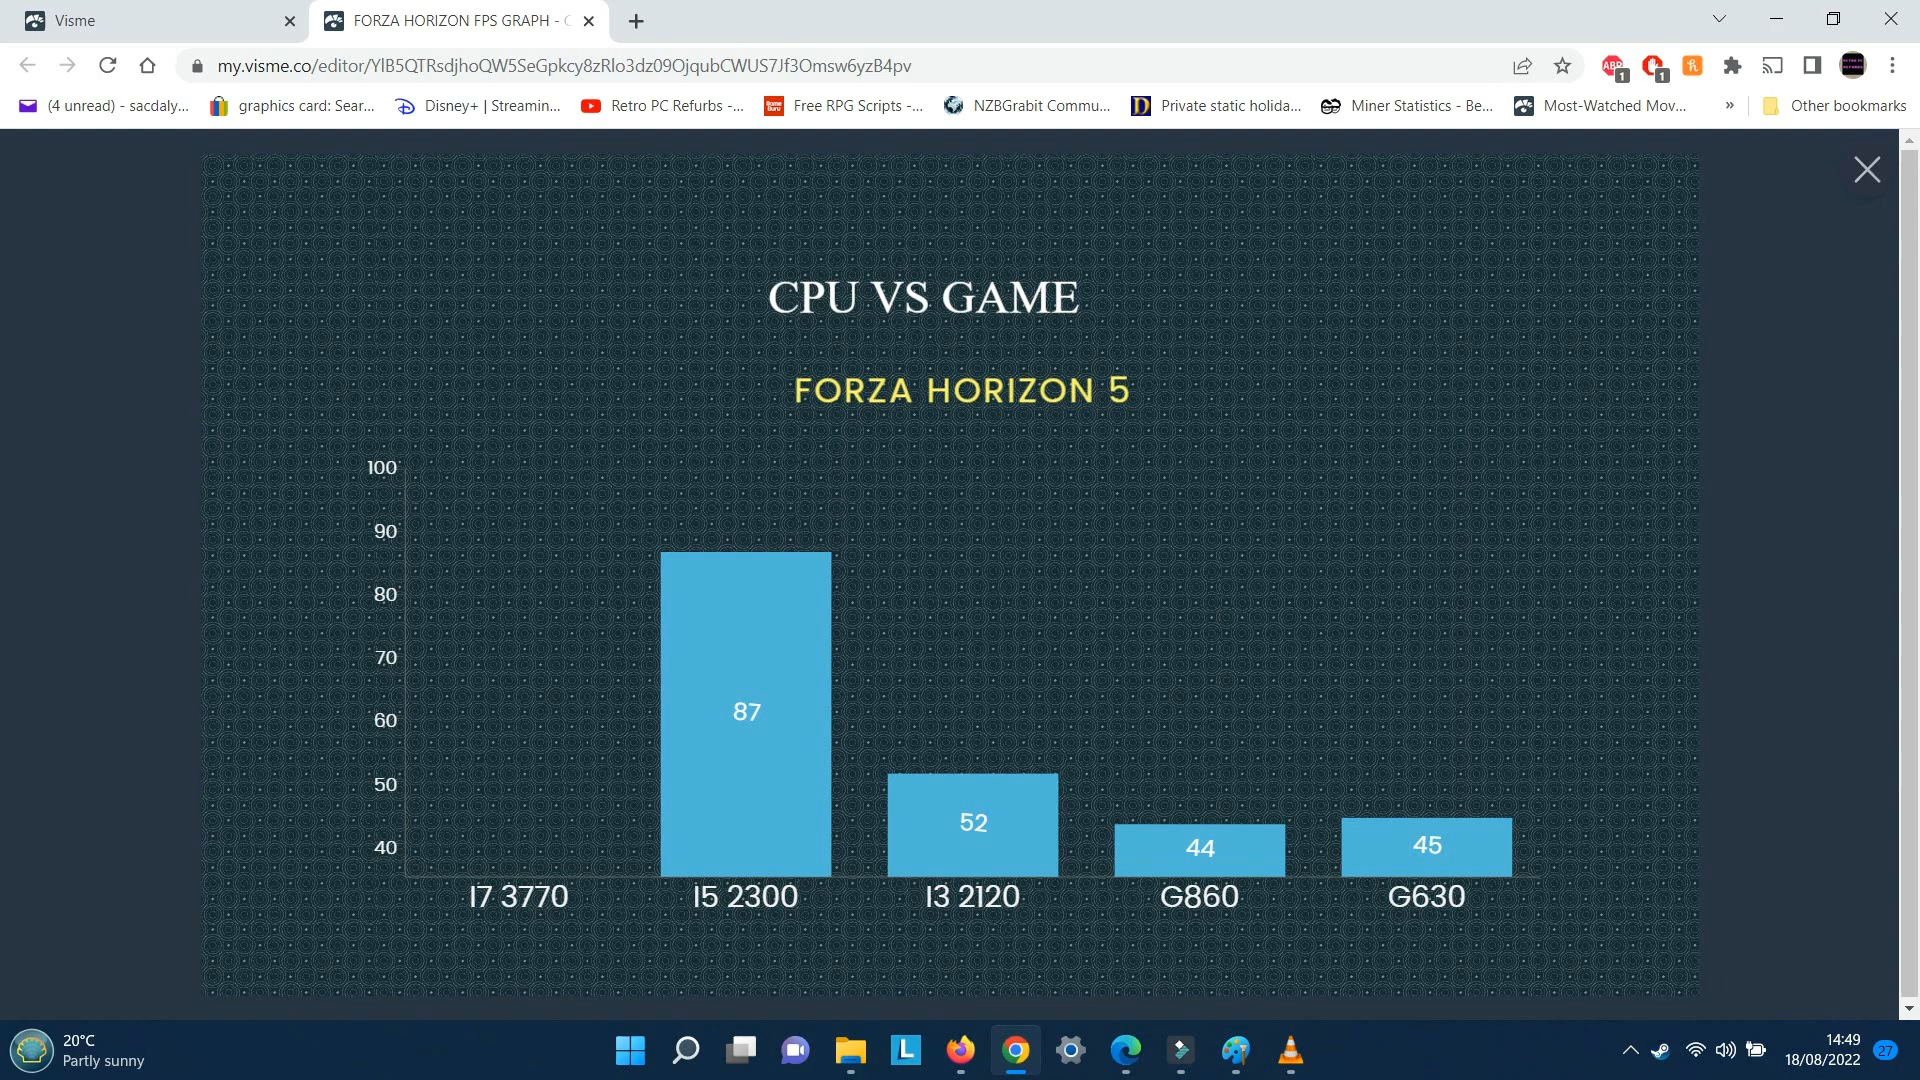 Visme
FORZA HORIZON FPS GRAPH -
my.visme.co/editor/YlB5QTRsdjhoQW5SeGpkcy8zRlo3dz09OjqubCWUS7Jf3Omsw6yzB4pv
ABP
1
1
(4 unread) - sacdaly...
graphics card: Sear...
Disney+ | Streamin...
Retro PC Refurbs -...
Free RPG Scripts -...
NZBGrabit Commu...
Private static holida...
Miner Statistics - Be...
Most-Watched Mov...
»
Other bookmarks
CPU VS GAME
FORZA HORIZON 5
100
90
80
70
60
50
40
87
52
44
45
I7 3770
I5 2300
I3 2120
G860
G630
20°C
Partly sunny
L
14:49
18/08/2022
27